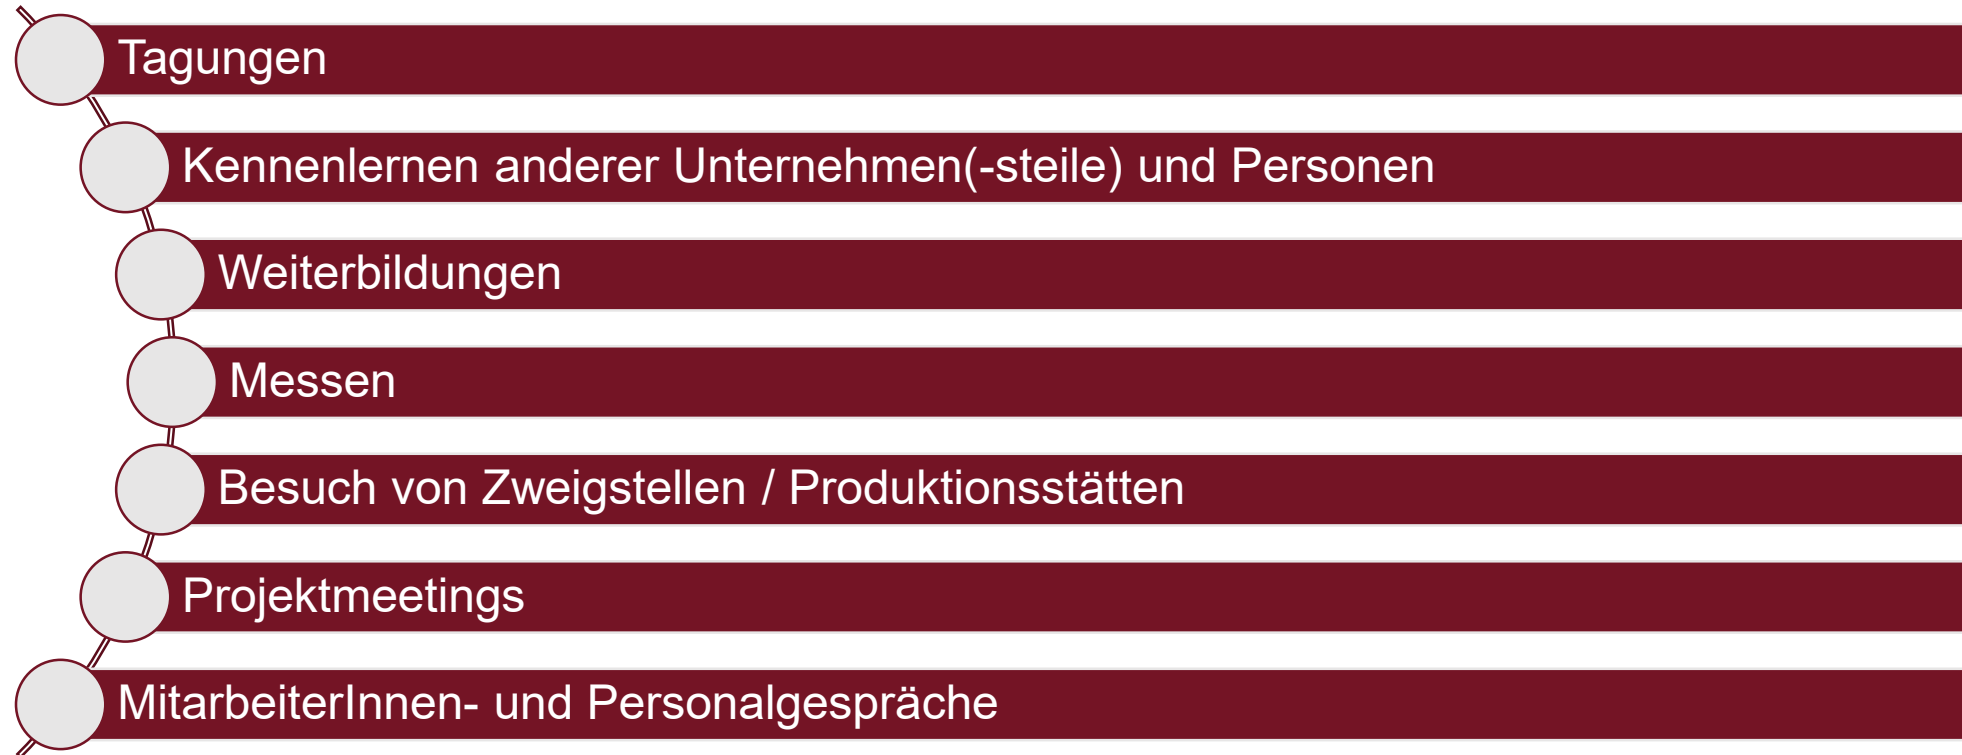 Tagungen
Kennenlernen anderer Unternehmen(-steile) und Personen
Weiterbildungen
Messen
Besuch von Zweigstellen / Produktionsstätten
Projektmeetings
MitarbeiterInnen- und Personalgespräche